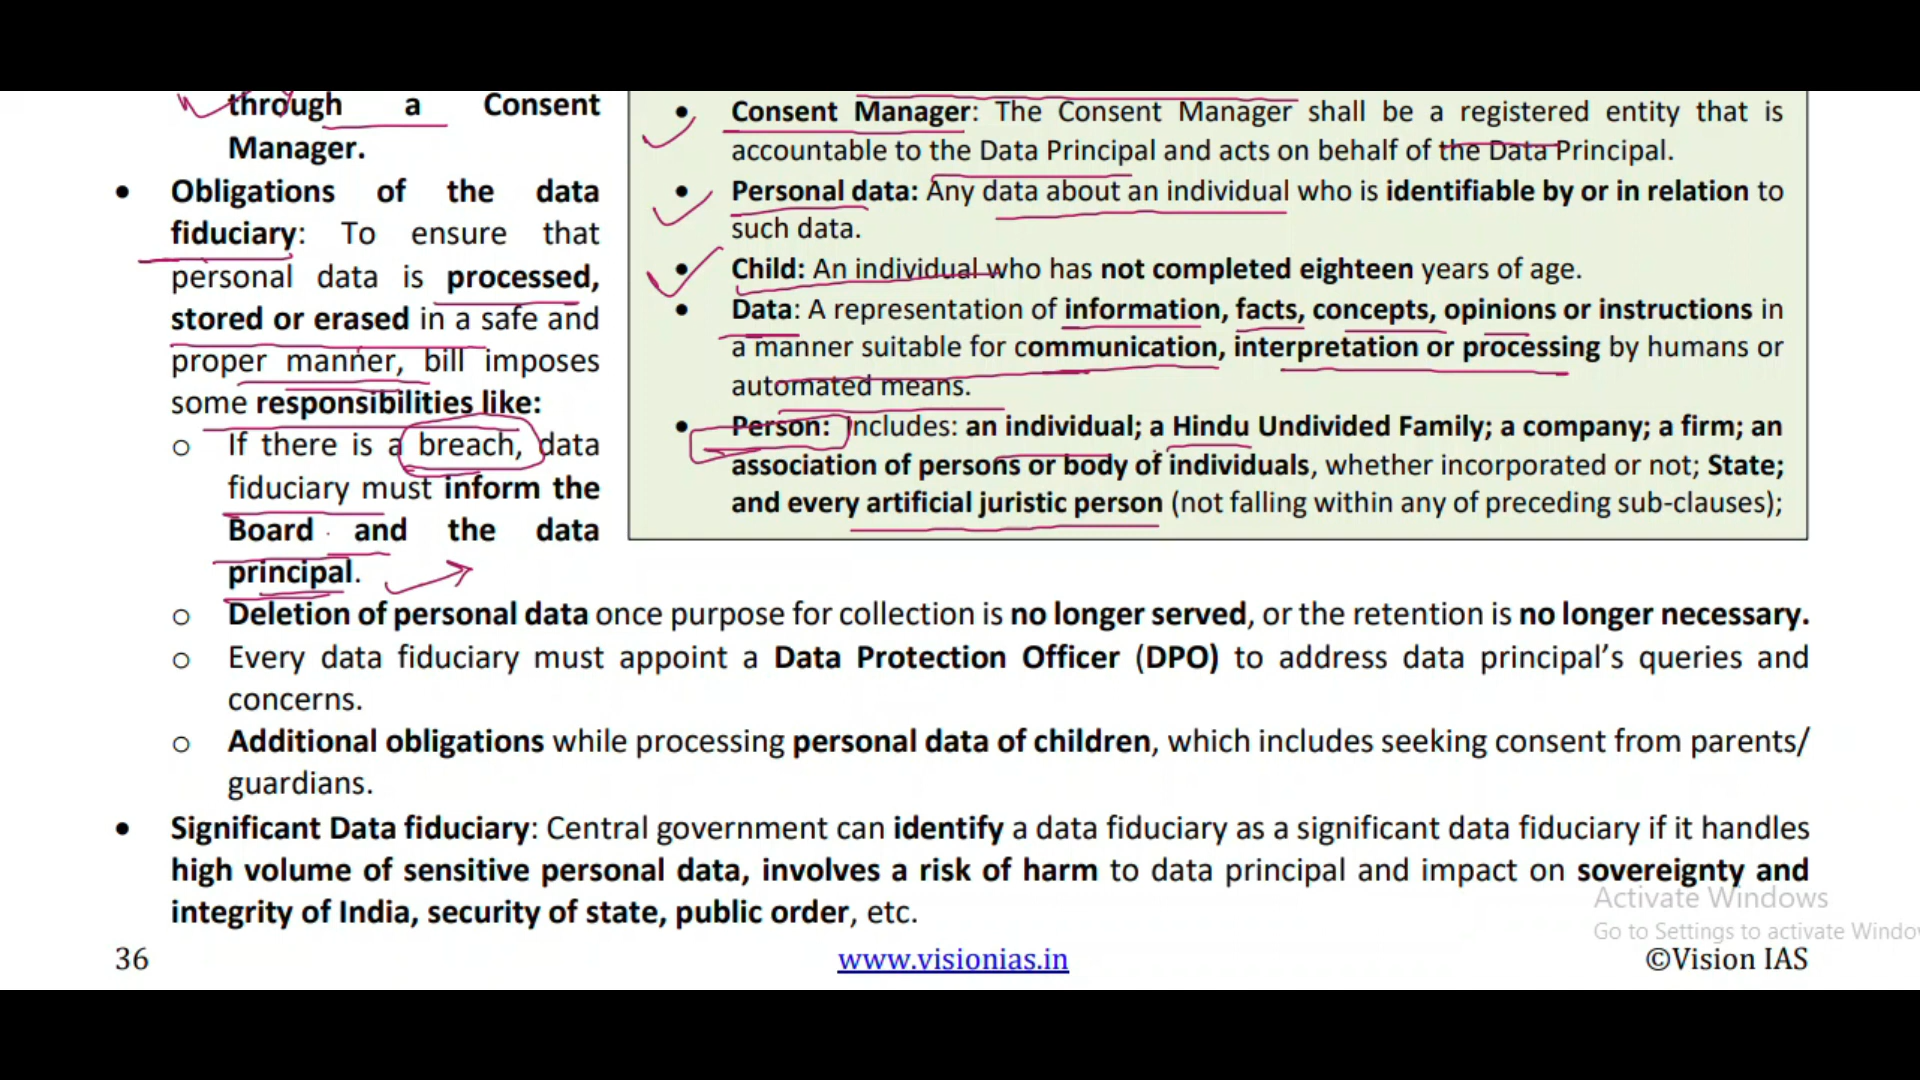 through a Consent
Manager.
• Obligations of the data
fiduciary: To ensure that
personal data is processed,
stored or erased in a safe and
proper manner, bill imposes
some responsibilities like:
o If there is a breach, data
fiduciary must inform the
Board and the data
principal.
• Consent Manager: The Consent Manager shall be a registered entity that is
accountable to the Data Principal and acts on behalf of the Data Principal.
• Personal data: Any data about an individual who is identifiable by or in relation to
such data.
• Child: An individual who has not completed eighteen years of age.
• Data: A representation of information, facts, concepts, opinions or instructions in
a manner suitable for communication, interpretation or processing by humans or
automated means.
• Person: Includes: an individual; a Hindu Undivided Family; a company; a firm; an
association of persons or body of individuals, whether incorporated or not; State;
and every artificial juristic person (not falling within any of preceding sub-clauses);
o Deletion of personal data once purpose for collection is no longer served, or the retention is no longer necessary.
o Every data fiduciary must appoint a Data Protection Officer (DPO) to address data principal’s queries and
concerns.
o Additional obligations while processing personal data of children, which includes seeking consent from parents/
guardians.
• Significant Data fiduciary: Central government can identify a data fiduciary as a significant data fiduciary if it handles
high volume of sensitive personal data, involves a risk of harm to data principal and impact on sovereignty and
integrity of India, security of state, public order, etc.
Activate Windows
Go to Settings to activate Windo
36 www.visionias.in ©Vision IAS